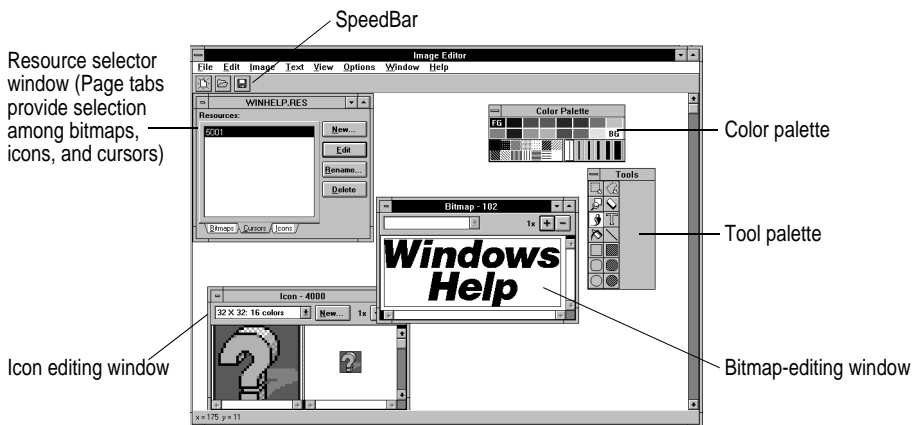 SpeedBar
Resource selector
window (Page tabs
provide selection
among bitmaps,
icons, and cursors)
Image Editor
File Edit Image Text View Options Window Help
WINHELP.RES
Resources:
5001
New...
Edit
Rename...
Delete
Bitmaps Cursors Icons
Color Palette
FG
BG
Color palette
Tools
Tool palette
Bitmap - 102
1x + -
Windows
Help
Bitmap-editing window
Icon - 4000
32 X 32: 16 colors New... 1x
Icon editing window
x = 175 y = 11